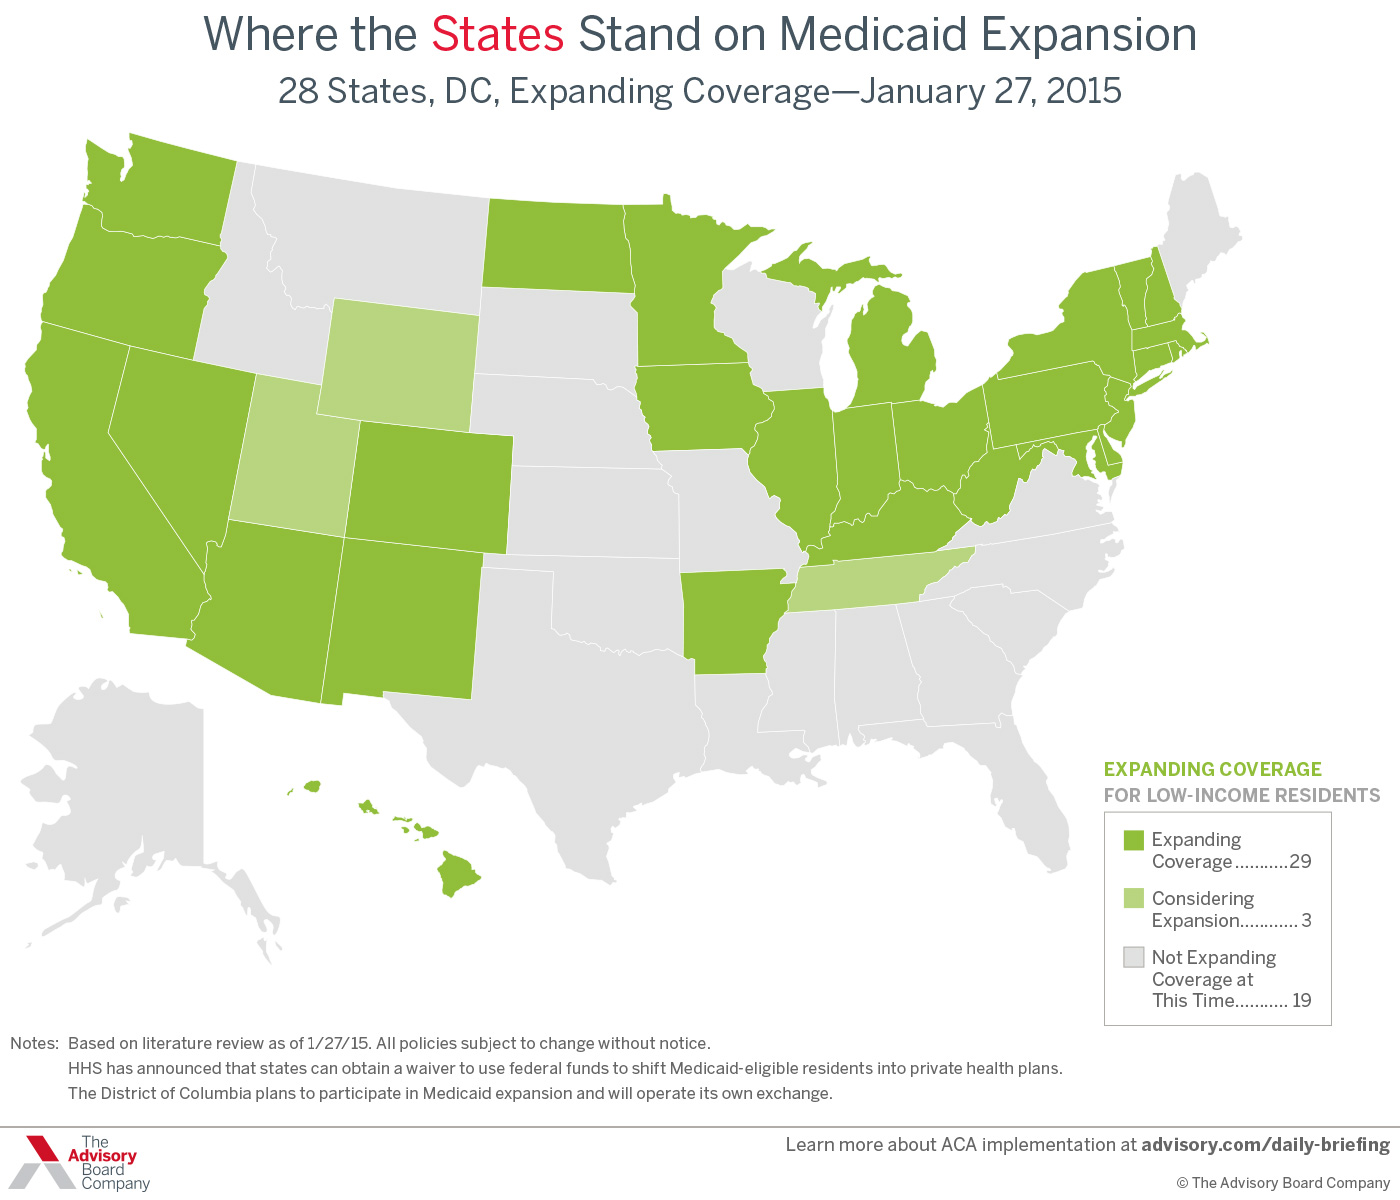 Where the States Stand on Medicaid Expansion
28 States, DC, Expanding Coverage—January 27, 2015
EXPANDING COVERAGE
FOR LOW-INCOME RESIDENTS
Expanding
Coverage...........29
Considering
Expansion............ 3
Not Expanding
Coverage at
This Time........... 19
Notes: Based on literature review as of 1/27/15. All policies subject to change without notice.
HHS has announced that states can obtain a waiver to use federal funds to shift Medicaid-eligible residents into private health plans.
The District of Columbia plans to participate in Medicaid expansion and will operate its own exchange.
The
Advisory
Board
Company
Learn more about ACA implementation at advisory.com/daily-briefing
© The Advisory Board Company